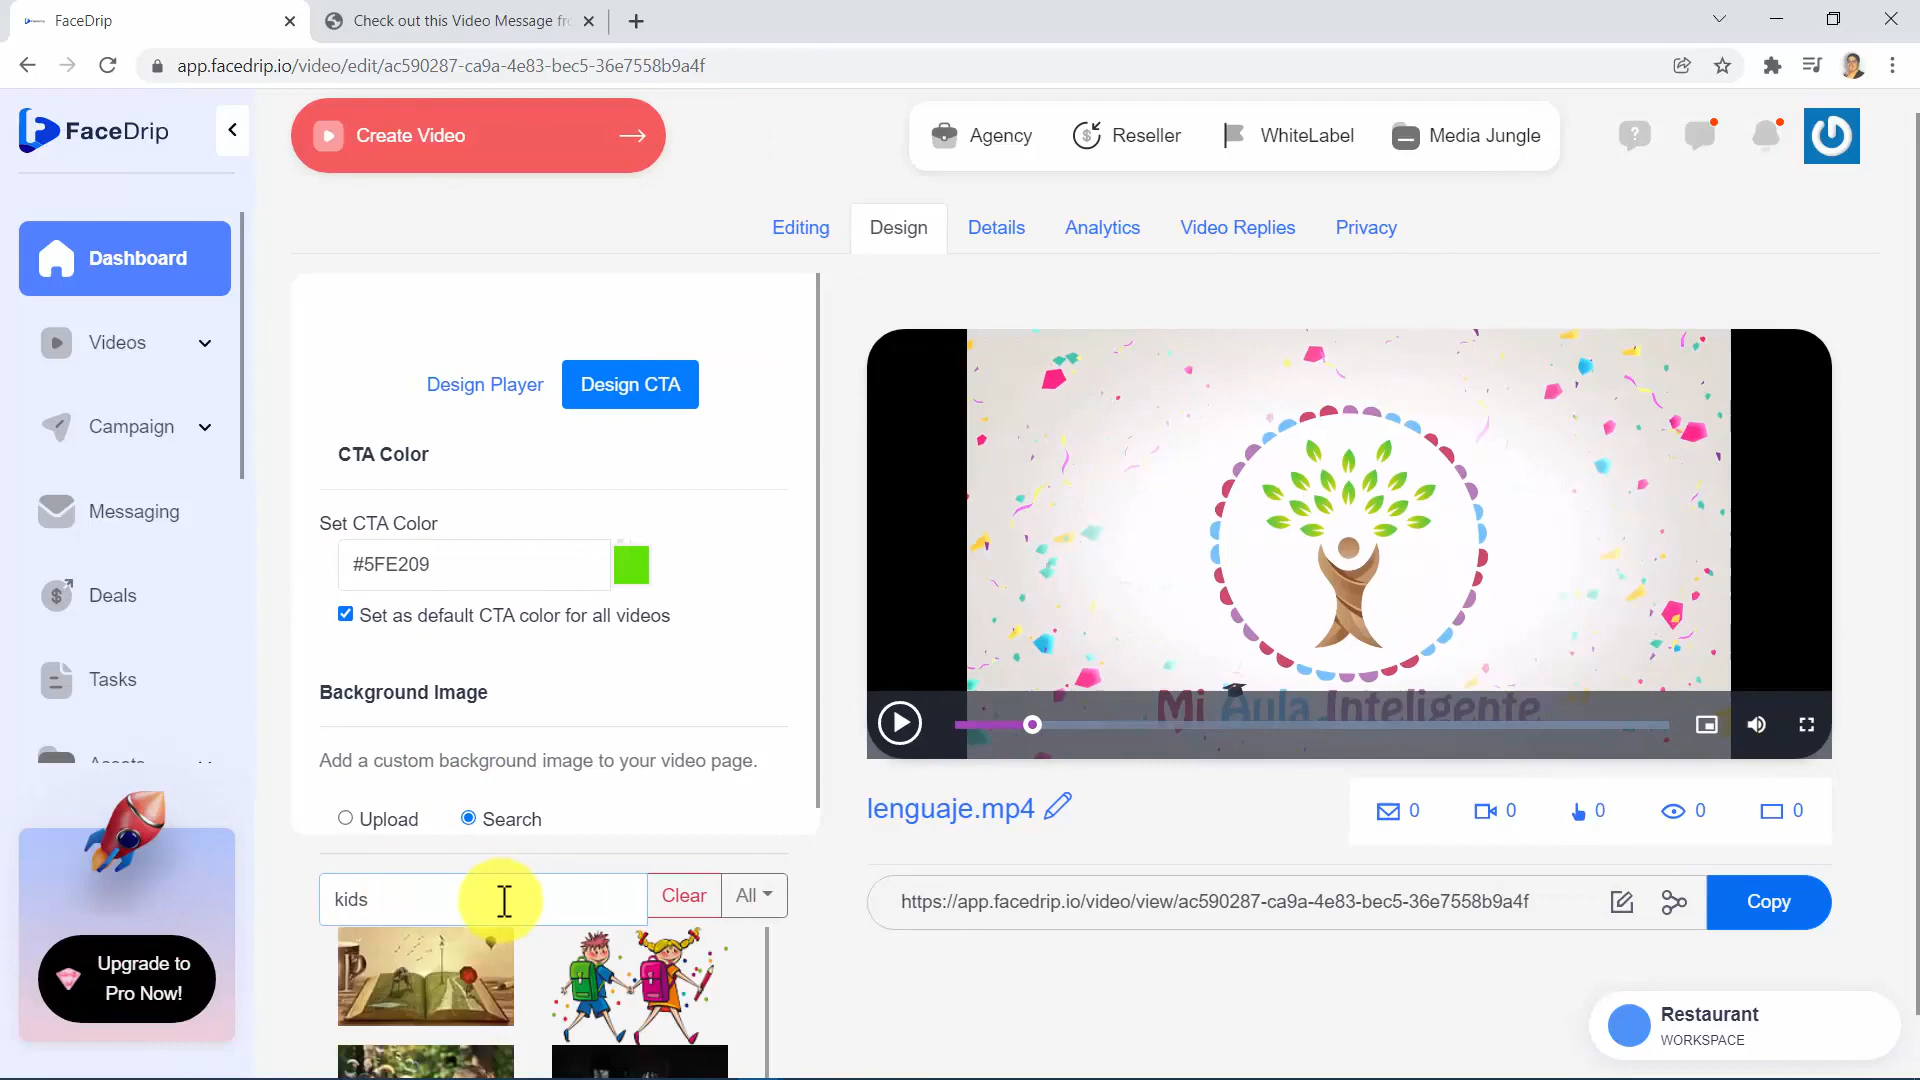 FaceDrip
Check out this Video Message fr
app.facedrip.io/video/edit/ac590287-ca9a-4e83-bec5-36e7558b9a4f
FaceDrip
Create Video
Agency
Reseller
WhiteLabel
Media Jungle
Editing
Design
Details
Analytics
Video Replies
Privacy
Dashboard
Videos
Campaign
Messaging
Deals
Tasks
Assets
Upgrade to
Pro Now!
Design Player
Design CTA
CTA Color
Set CTA Color
#5FE209
Set as default CTA color for all videos
Background Image
Add a custom background image to your video page.
Upload
Search
kids
Clear
All
Mi Aula Inteligente
lenguaje.mp4
0
0
0
0
0
https://app.facedrip.io/video/view/ac590287-ca9a-4e83-bec5-36e7558b9a4f
Copy
Restaurant
WORKSPACE